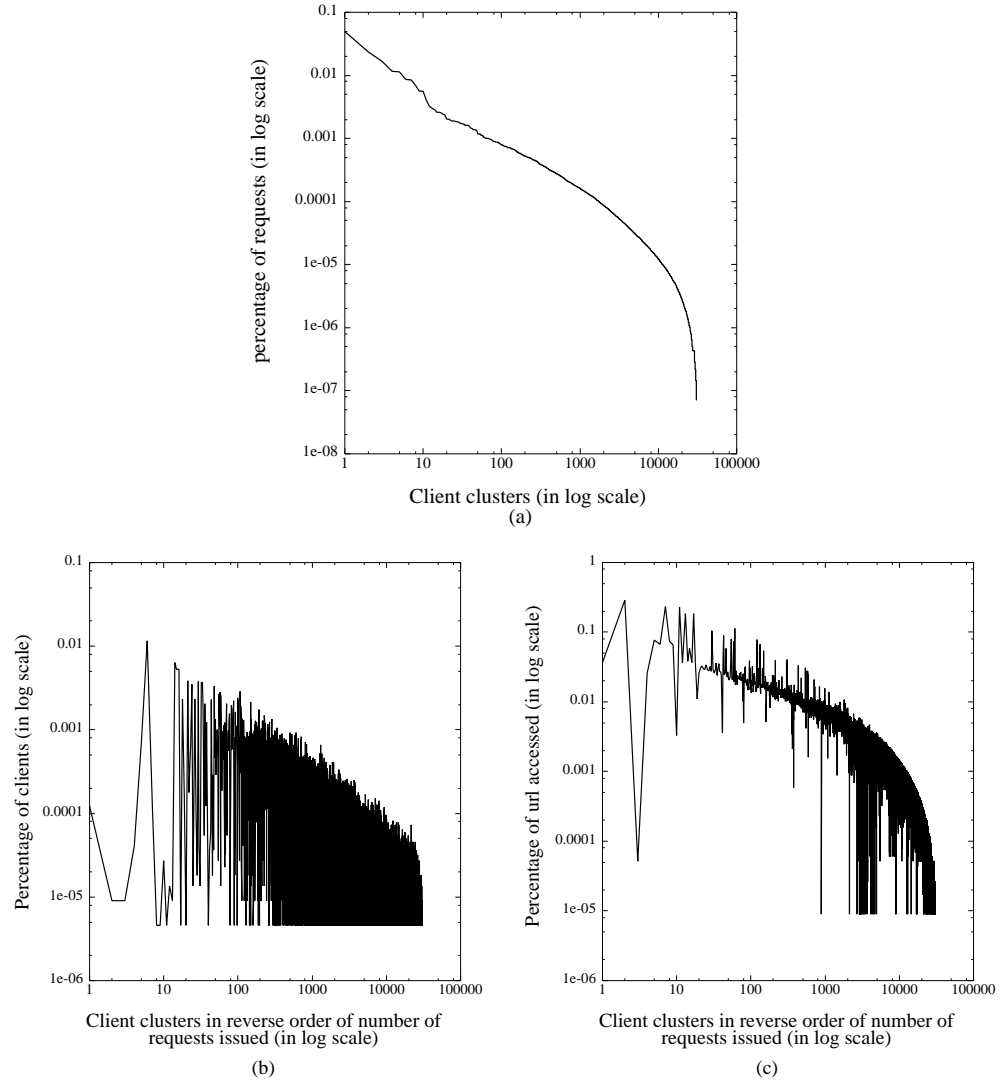 percentage of requests (in log scale)
0.1
0.01
0.001
0.0001
1e-05
1e-06
1e-07
1e-08
1 10 100 1000 10000 100000
Client clusters (in log scale)
(a)
Percentage of clients (in log scale)
0.1
0.01
0.001
0.0001
1e-05
1e-06
1 10 100 1000 10000 100000
Client clusters in reverse order of number of
requests issued (in log scale)
(b)
Percentage of url accessed (in log scale)
1
0.1
0.01
0.001
0.0001
1e-05
1e-06
1 10 100 1000 10000 100000
Client clusters in reverse order of number of
requests issued (in log scale)
(c)